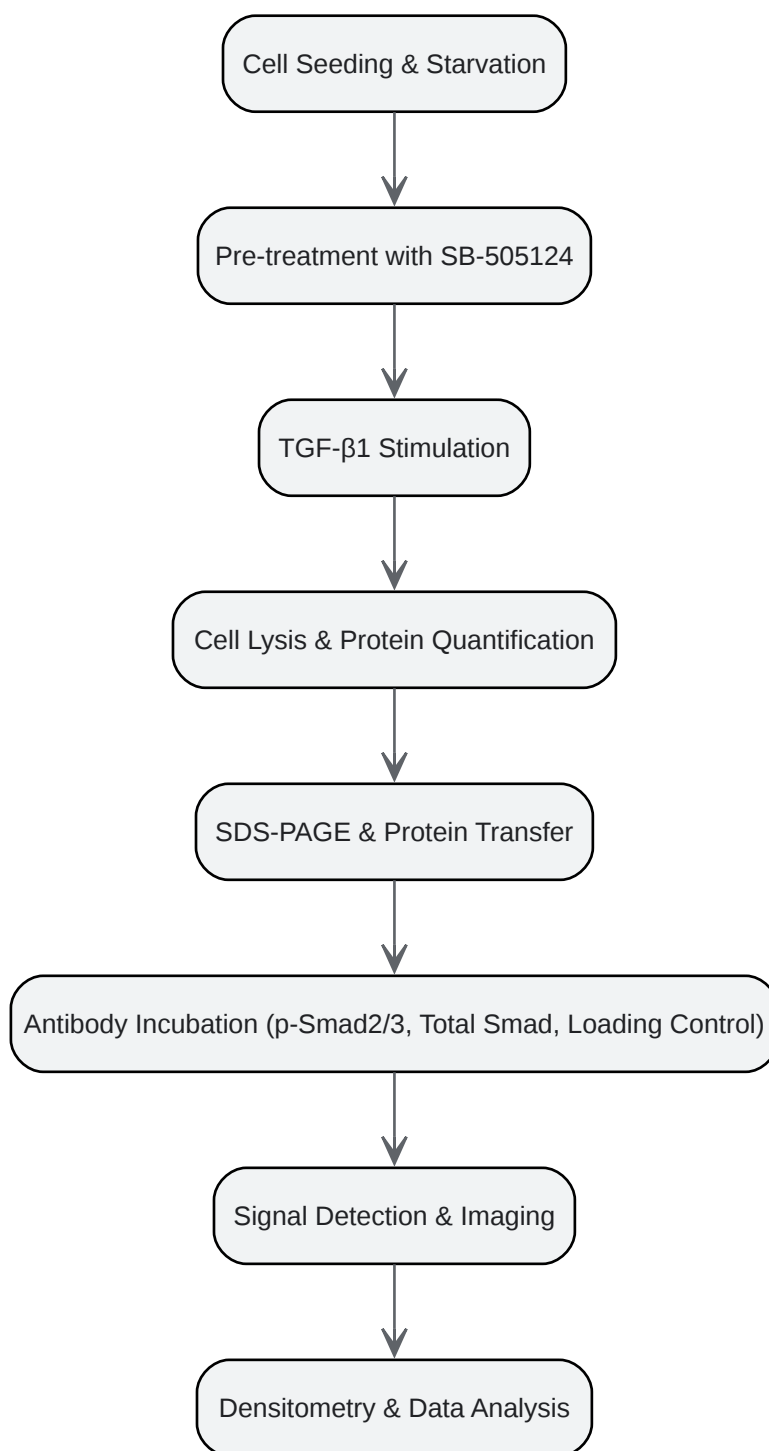 Cell Seeding & Starvation
Pre-treatment with SB-505124
TGF-β1 Stimulation
Cell Lysis & Protein Quantification
SDS-PAGE & Protein Transfer
Antibody Incubation (p-Smad2/3, Total Smad, Loading Control)
Signal Detection & Imaging
Densitometry & Data Analysis